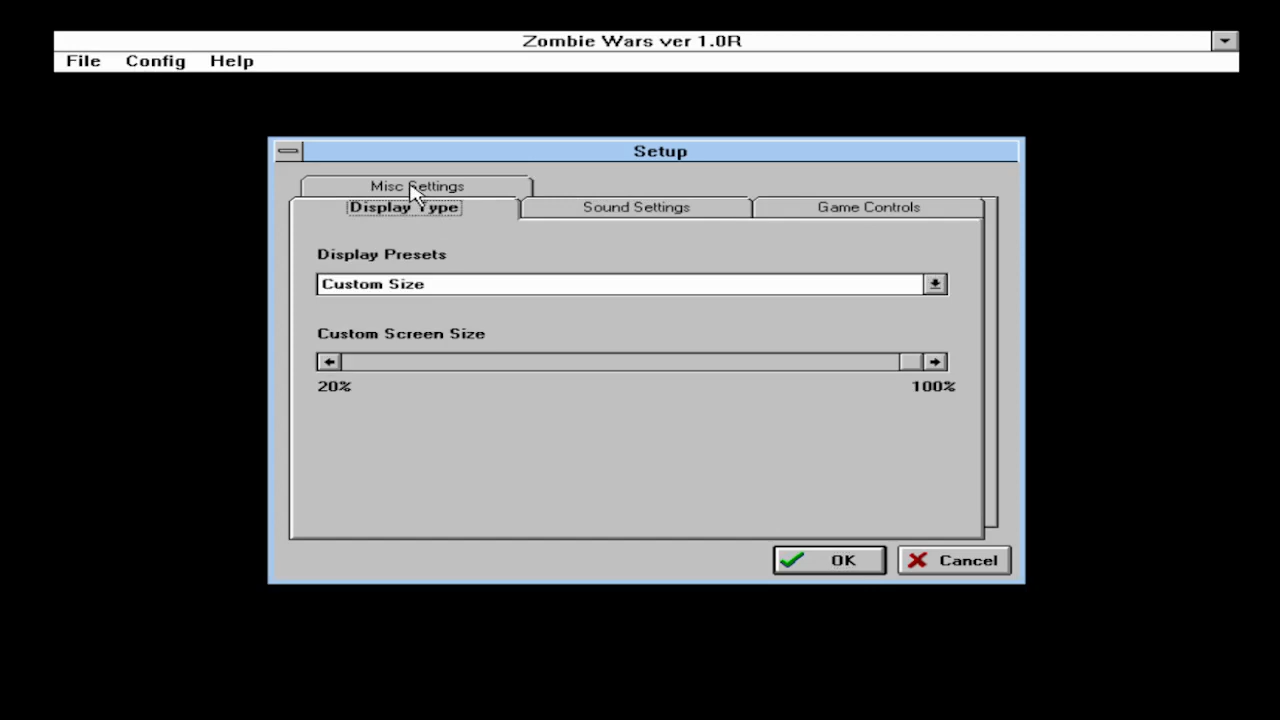 Zombie Wars ver 1.0R
File Config Help
Setup
Misc Settings
Display Type Sound Settings Game Controls
Display Presets
Custom Size
Custom Screen Size
20% 100%
OK Cancel